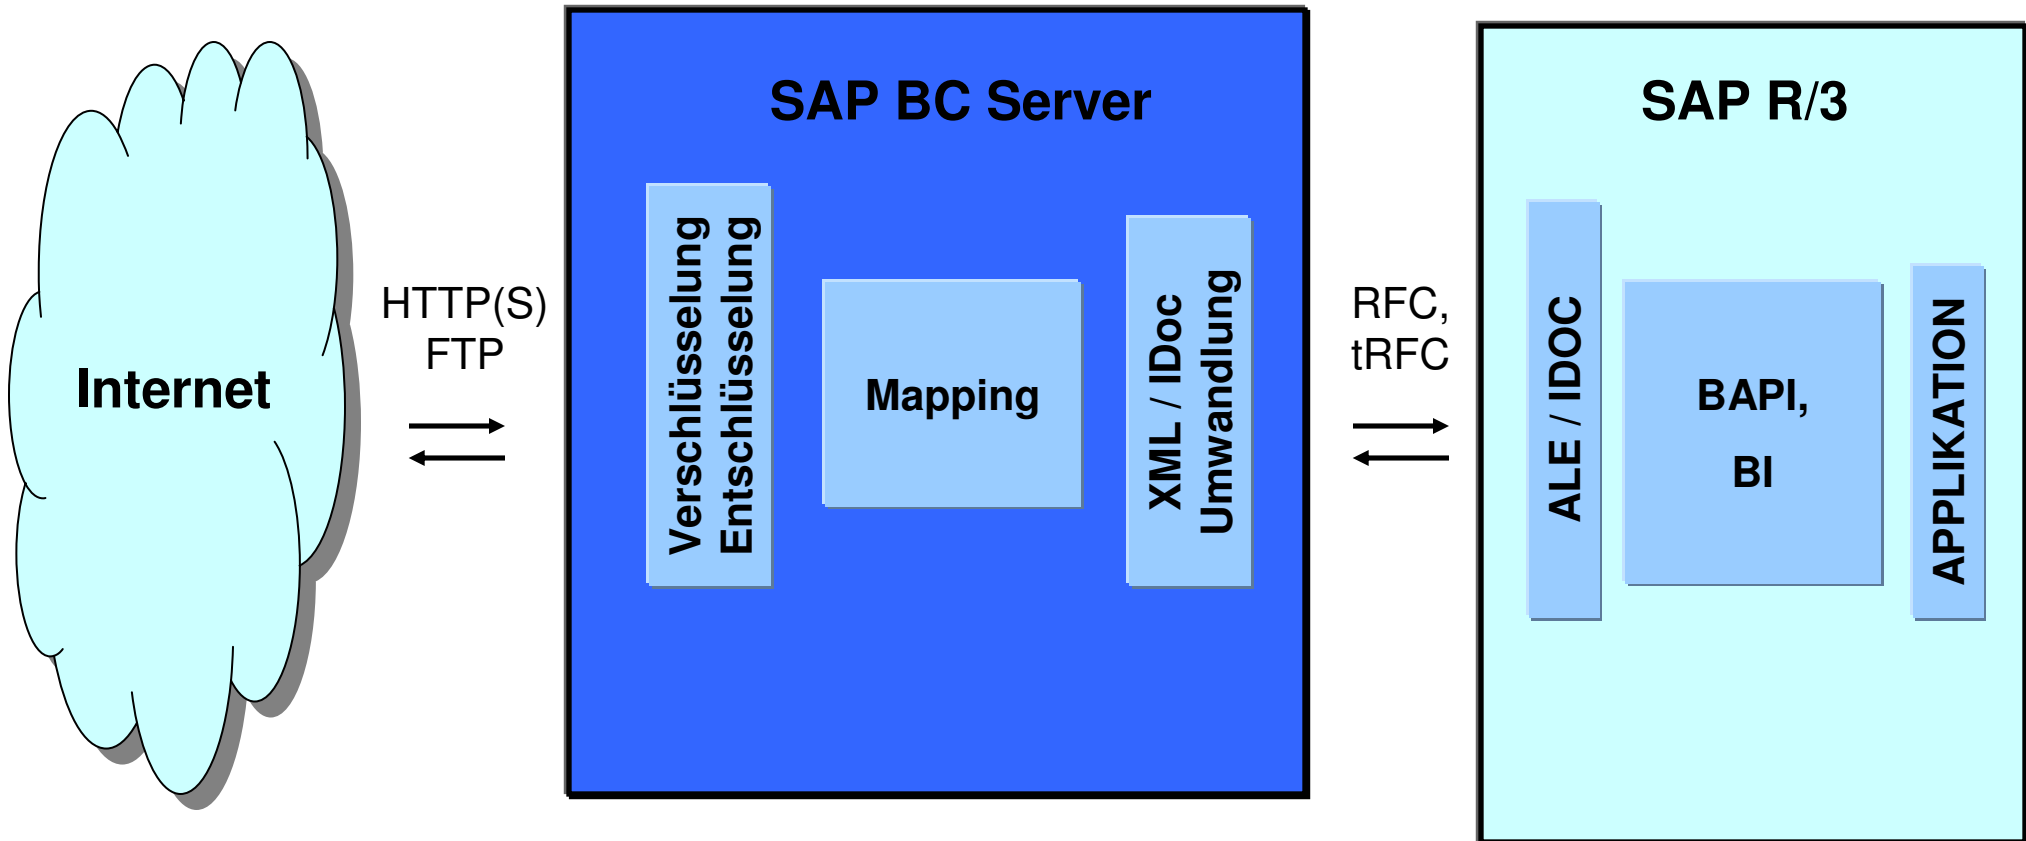 Internet
HTTP(S)
FTP
SAP BC Server
Verschlüsselung
Entschlüsselung
Mapping
XML / IDoc
Umwandlung
RFC,
tRFC
SAP R/3
ALE / IDOC
BAPI,
BI
APPLIKATION